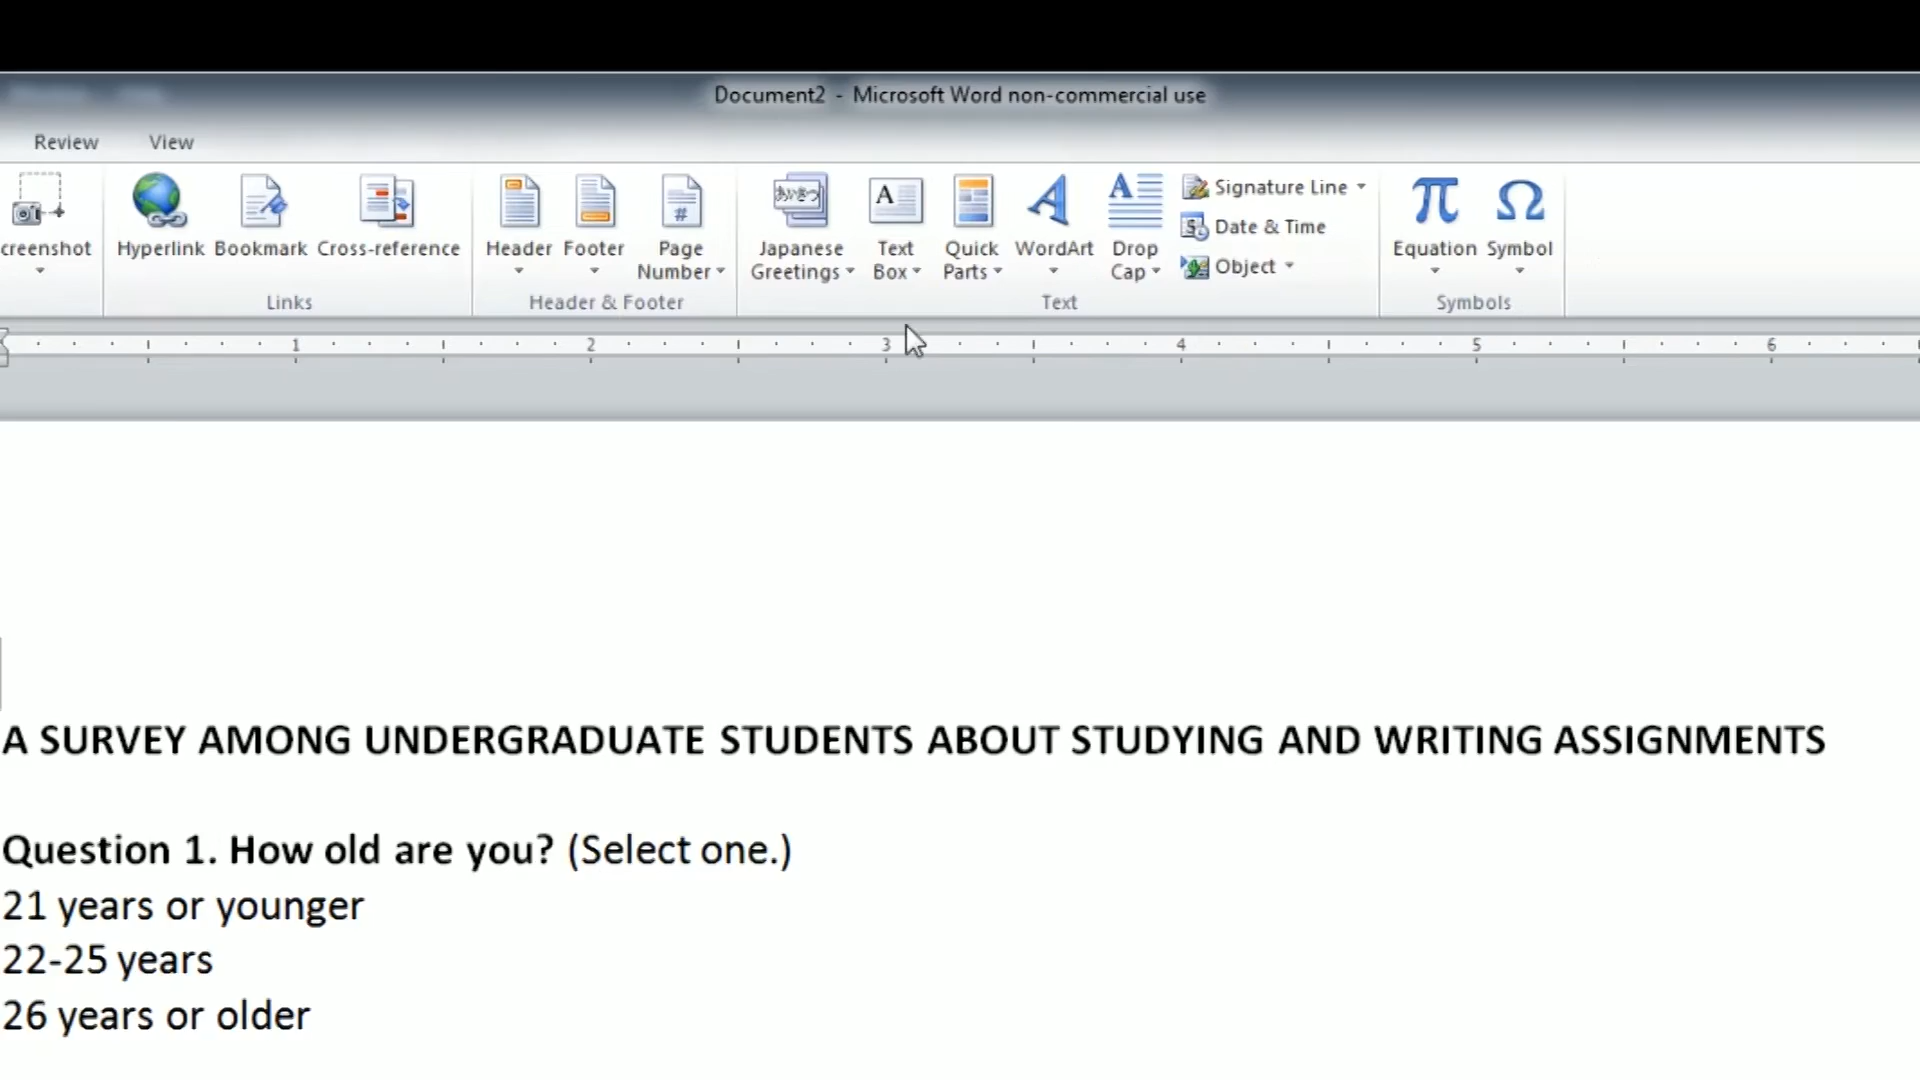 Document2 - Microsoft Word non-commercial use
Review View
creenshot Hyperlink Bookmark Cross-reference Header Footer Page Number Japanese Greetings Text Box Quick Parts WordArt Drop Cap Signature Line Date & Time Object Equation Symbol
Links Header & Footer Text Symbols
1 2 3 4 5 6
A SURVEY AMONG UNDERGRADUATE STUDENTS ABOUT STUDYING AND WRITING ASSIGNMENTS
Question 1. How old are you? (Select one.)
21 years or younger
22-25 years
26 years or older